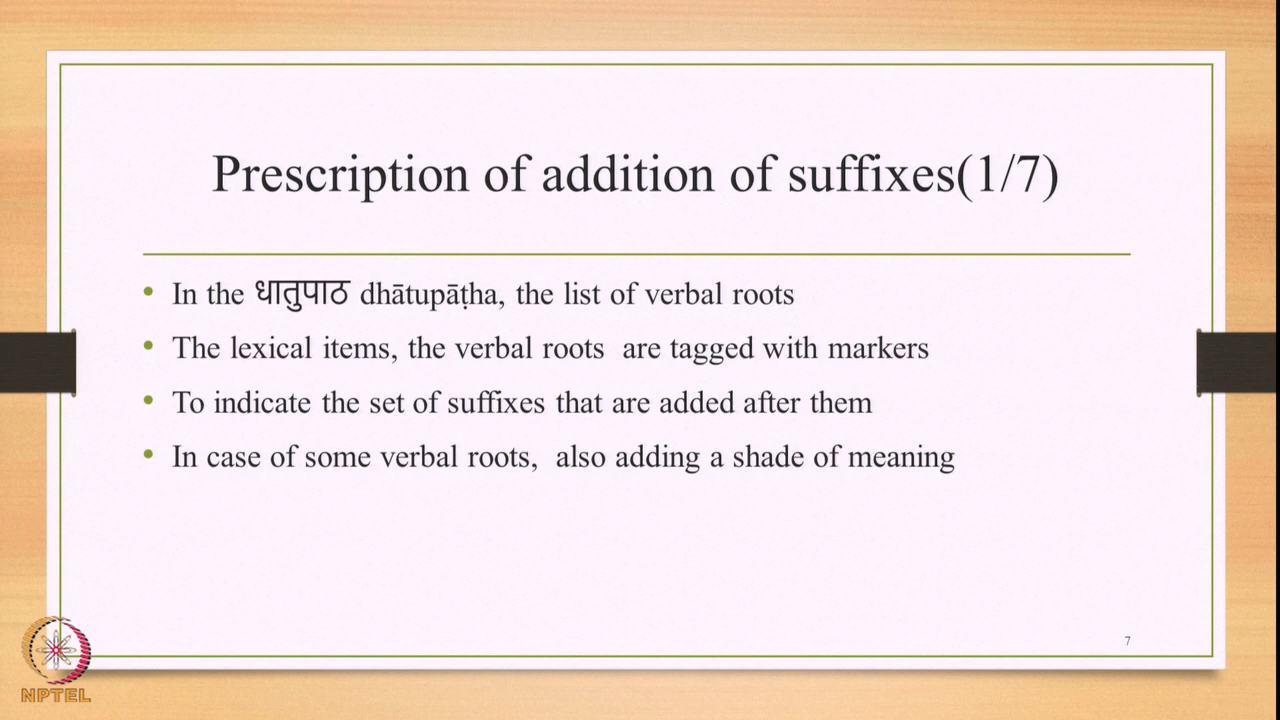 Prescription of addition of suffixes(1/7)
• In the धातुपाठ dhātupāṭha, the list of verbal roots
• The lexical items, the verbal roots  are tagged with markers
• To indicate the set of suffixes that are added after them
• In case of some verbal roots,  also adding a shade of meaning
7
NPTEL